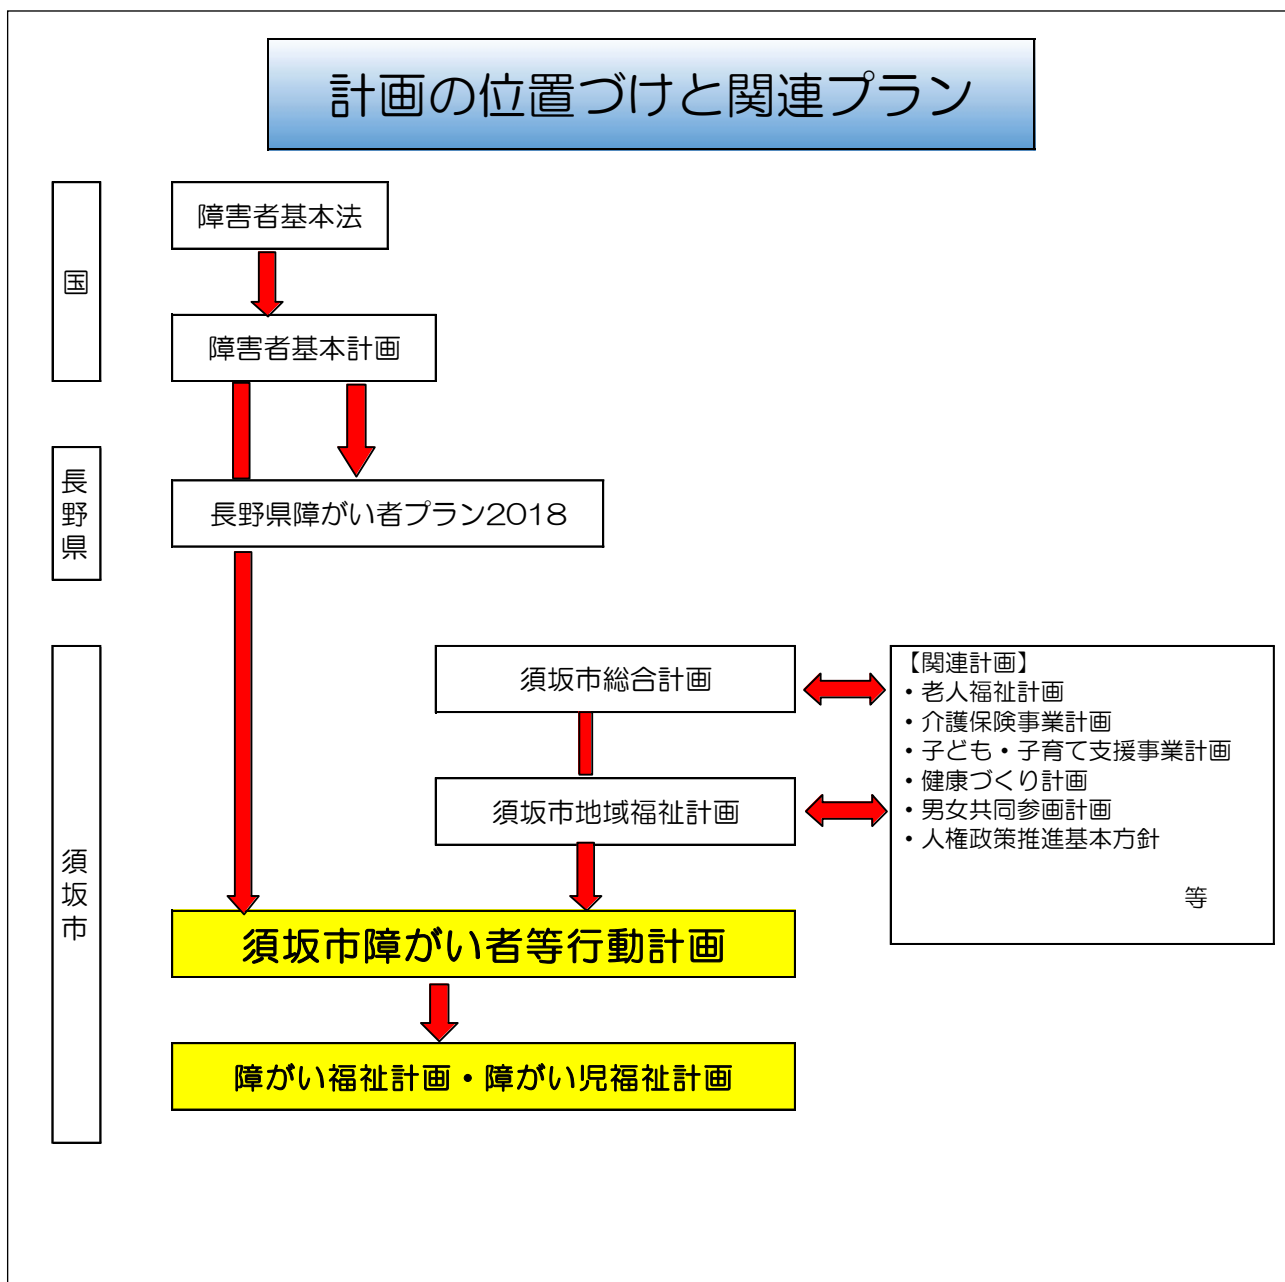 計画の位置づけと関連プラン
国
障害者基本法
障害者基本計画
長野県
長野県障がい者プラン2018
須坂市
須坂市総合計画
須坂市地域福祉計画
【関連計画】
・老人福祉計画
・介護保険事業計画
・子ども・子育て支援事業計画
・健康づくり計画
・男女共同参画計画
・人権政策推進基本方針
等
須坂市障がい者等行動計画
障がい福祉計画・障がい児福祉計画